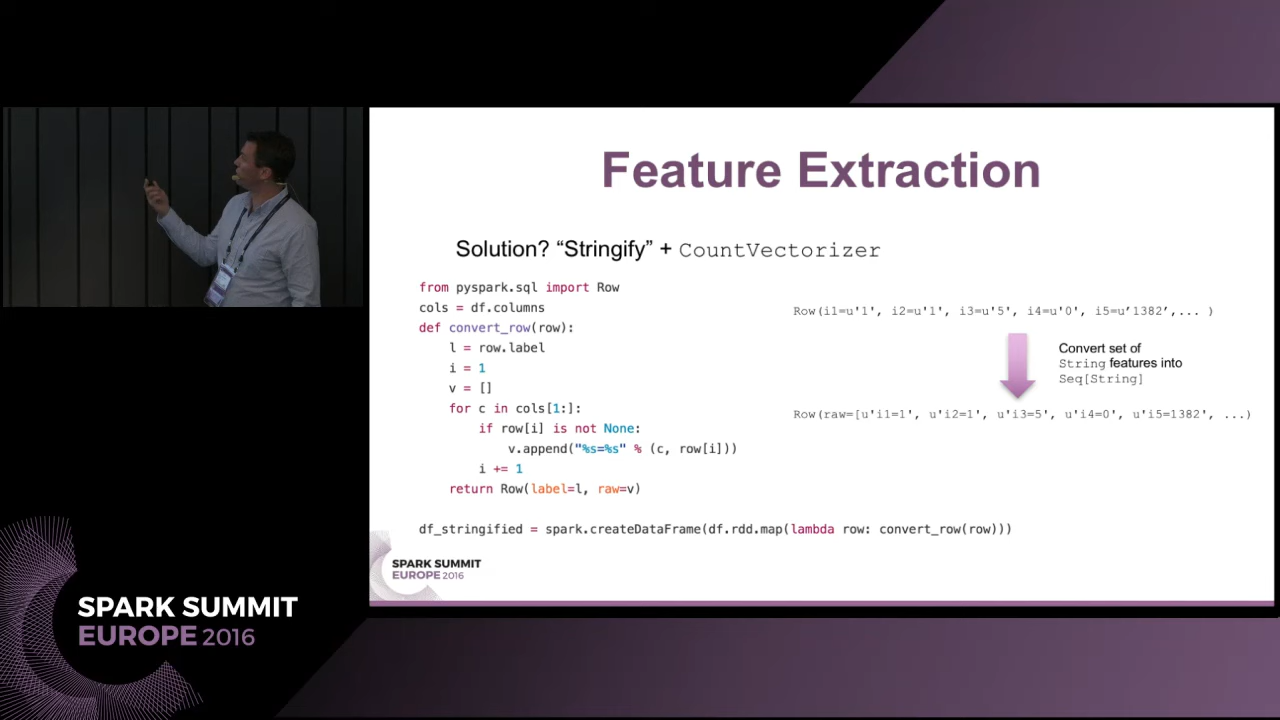 Feature Extraction
Solution? “Stringify” + CountVectorizer
from pyspark.sql import Row
cols = df.columns
def convert_row(row):
    l = row.label
    i = 1
    v = []
    for c in cols[1:]:
        if row[i] is not None:
            v.append("%s=%s" % (c, row[i]))
        i += 1
    return Row(label=l, raw=v)
df_stringified = spark.createDataFrame(df.rdd.map(lambda row: convert_row(row)))
Row(i1=u'1', i2=u'1', i3=u'5', i4=u'0', i5=u’1382’,... )
Convert set of
String features into
Seq[String]
Row(raw=[u'i1=1', u'i2=1', u'i3=5', u'i4=0', u'i5=1382', ...)
SPARK SUMMIT
EUROPE 2016
SPARK SUMMIT
EUROPE 2016